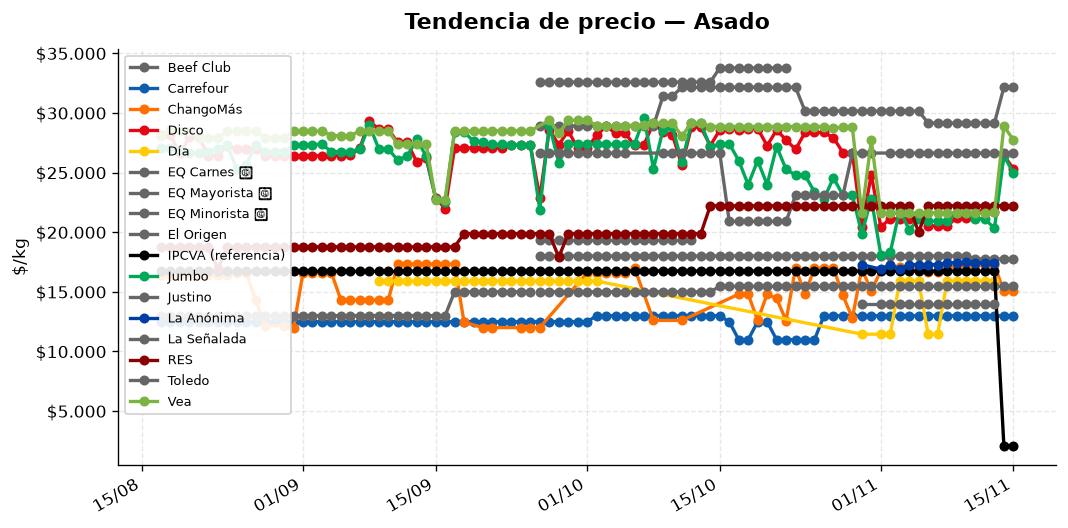 Tendencia de precio — Asado
$/kg
$35.000
$30.000
$25.000
$20.000
$15.000
$10.000
$5.000
Beef Club
Carrefour
ChangoMás
Disco
Día
EQ Carnes
EQ Mayorista
EQ Minorista
El Origen
IPCVA (referencia)
Jumbo
Justino
La Anónima
La Señalada
RES
Toledo
Vea
15/08
01/09
15/09
01/10
15/10
01/11
15/11